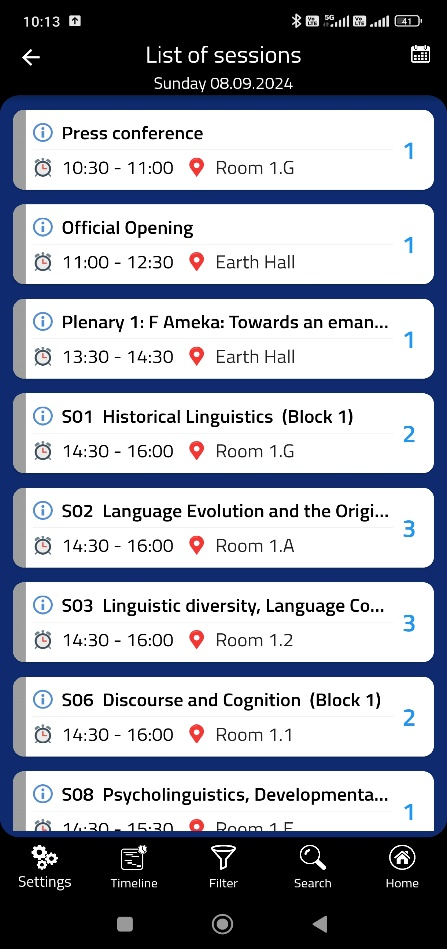 10:13
5G
41
List of sessions
Sunday 08.09.2024
Press conference
1
10:30 - 11:00 Room 1.G
Official Opening
1
11:00 - 12:30 Earth Hall
Plenary 1: F Ameka: Towards an eman...
1
13:30 - 14:30 Earth Hall
S01 Historical Linguistics (Block 1)
2
14:30 - 16:00 Room 1.G
S02 Language Evolution and the Origi...
3
14:30 - 16:00 Room 1.A
S03 Linguistic diversity, Language Co...
3
14:30 - 16:00 Room 1.2
S06 Discourse and Cognition (Block 1)
2
14:30 - 16:00 Room 1.1
S08 Psycholinguistics, Developmenta...
1
14:30 - 15:30
Settings Timeline Filter Search Home